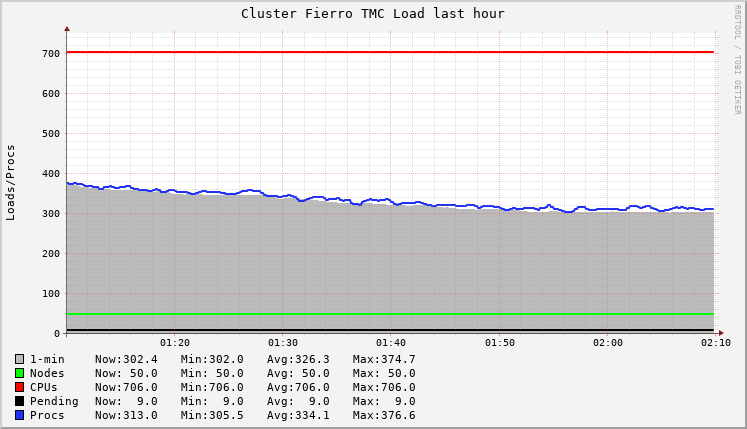 Cluster Fierro TMC Load last hour
RRDTOOL / TOBI OETIKER
Loads/Procs
700
600
500
400
300
200
100
0
01:20 01:30 01:40 01:50 02:00 02:10
1-min Now:302.4 Min:302.0 Avg:326.3 Max:374.7
Nodes Now: 50.0 Min: 50.0 Avg: 50.0 Max: 50.0
CPUs Now:706.0 Min:706.0 Avg:706.0 Max:706.0
Pending Now: 9.0 Min: 9.0 Avg: 9.0 Max: 9.0
Procs Now:313.0 Min:305.5 Avg:334.1 Max:376.6